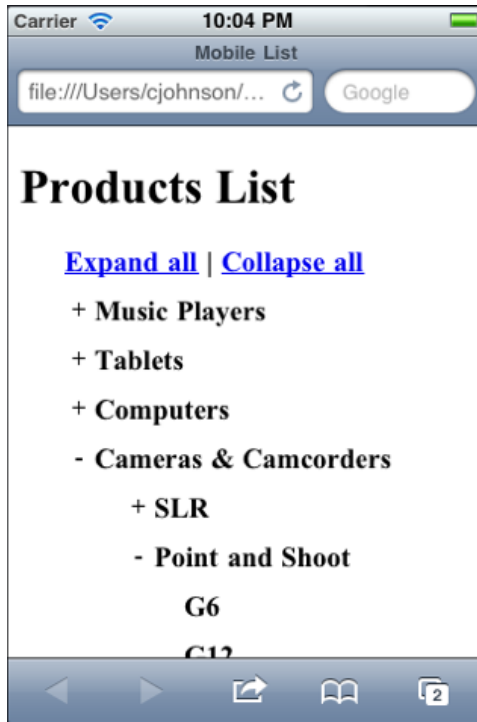 Carrier 10:04 PM
Mobile List
file:///Users/cjohnson/... Google
Products List
Expand all | Collapse all
+ Music Players
+ Tablets
+ Computers
- Cameras & Camcorders
+ SLR
- Point and Shoot
G6
G12
2